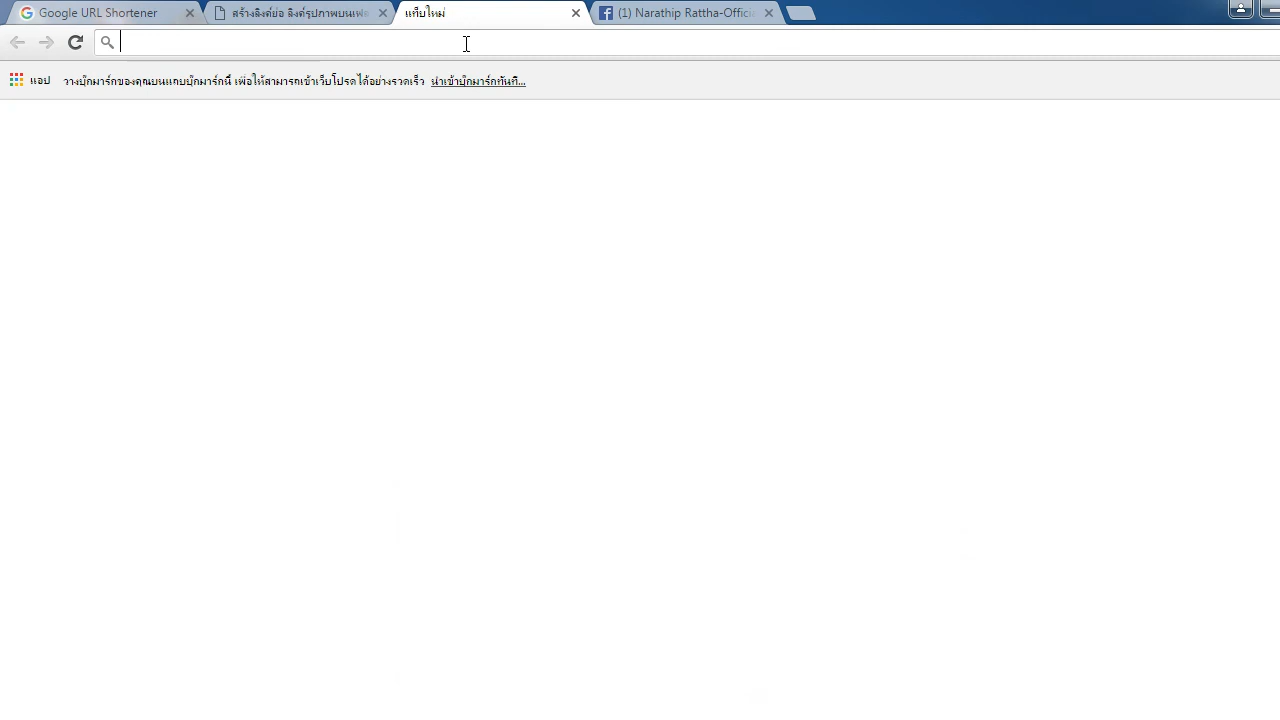 Google URL Shortener
สร้างลิงค์ย่อ ลิงค์รูปภาพบนเฟซ
แท็บใหม่
(1) Narathip Rattha-Officia
แอป
วางบุ๊กมาร์กของคุณบนแถบบุ๊กมาร์กนี้ เพื่อให้สามารถเข้าเว็บโปรดได้อย่างรวดเร็ว นำเข้าบุ๊กมาร์กทันที...